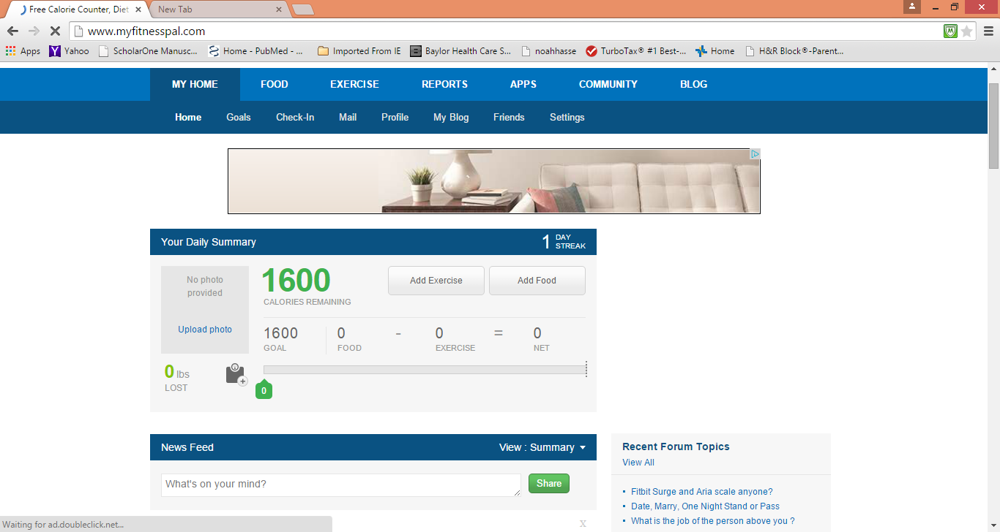 Free Calorie Counter, Diet
New Tab
www.myfitnesspal.com
Apps Yahoo ScholarOne Manusc... Home - PubMed - ... Imported From IE Baylor Health Care S... noahhasse TurboTax® #1 Best-... Home H&R Block®-Parent...
MY HOME FOOD EXERCISE REPORTS APPS COMMUNITY BLOG
Home Goals Check-In Mail Profile My Blog Friends Settings
Your Daily Summary
1 DAY
STREAK
No photo
provided
Upload photo
1600
CALORIES REMAINING
Add Exercise Add Food
1600 0 - 0 = 0
GOAL FOOD EXERCISE NET
0 lbs
LOST
0
News Feed View : Summary
What's on your mind?
Share
Recent Forum Topics
View All
Fitbit Surge and Aria scale anyone?
Date, Marry, One Night Stand or Pass
What is the job of the person above you ?
Waiting for ad.doubleclick.net...
x